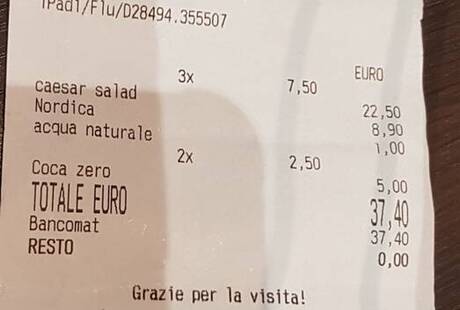 iPad1/Flu/D28494.355507
EURO
3x 7,50
caesar salad 22,50
Nordica 8,90
acqua naturale 1,00
2x 2,50
Coca zero 5,00
TOTALE EURO 37,40
Bancomat 37,40
RESTO 0,00
Grazie per la visita!